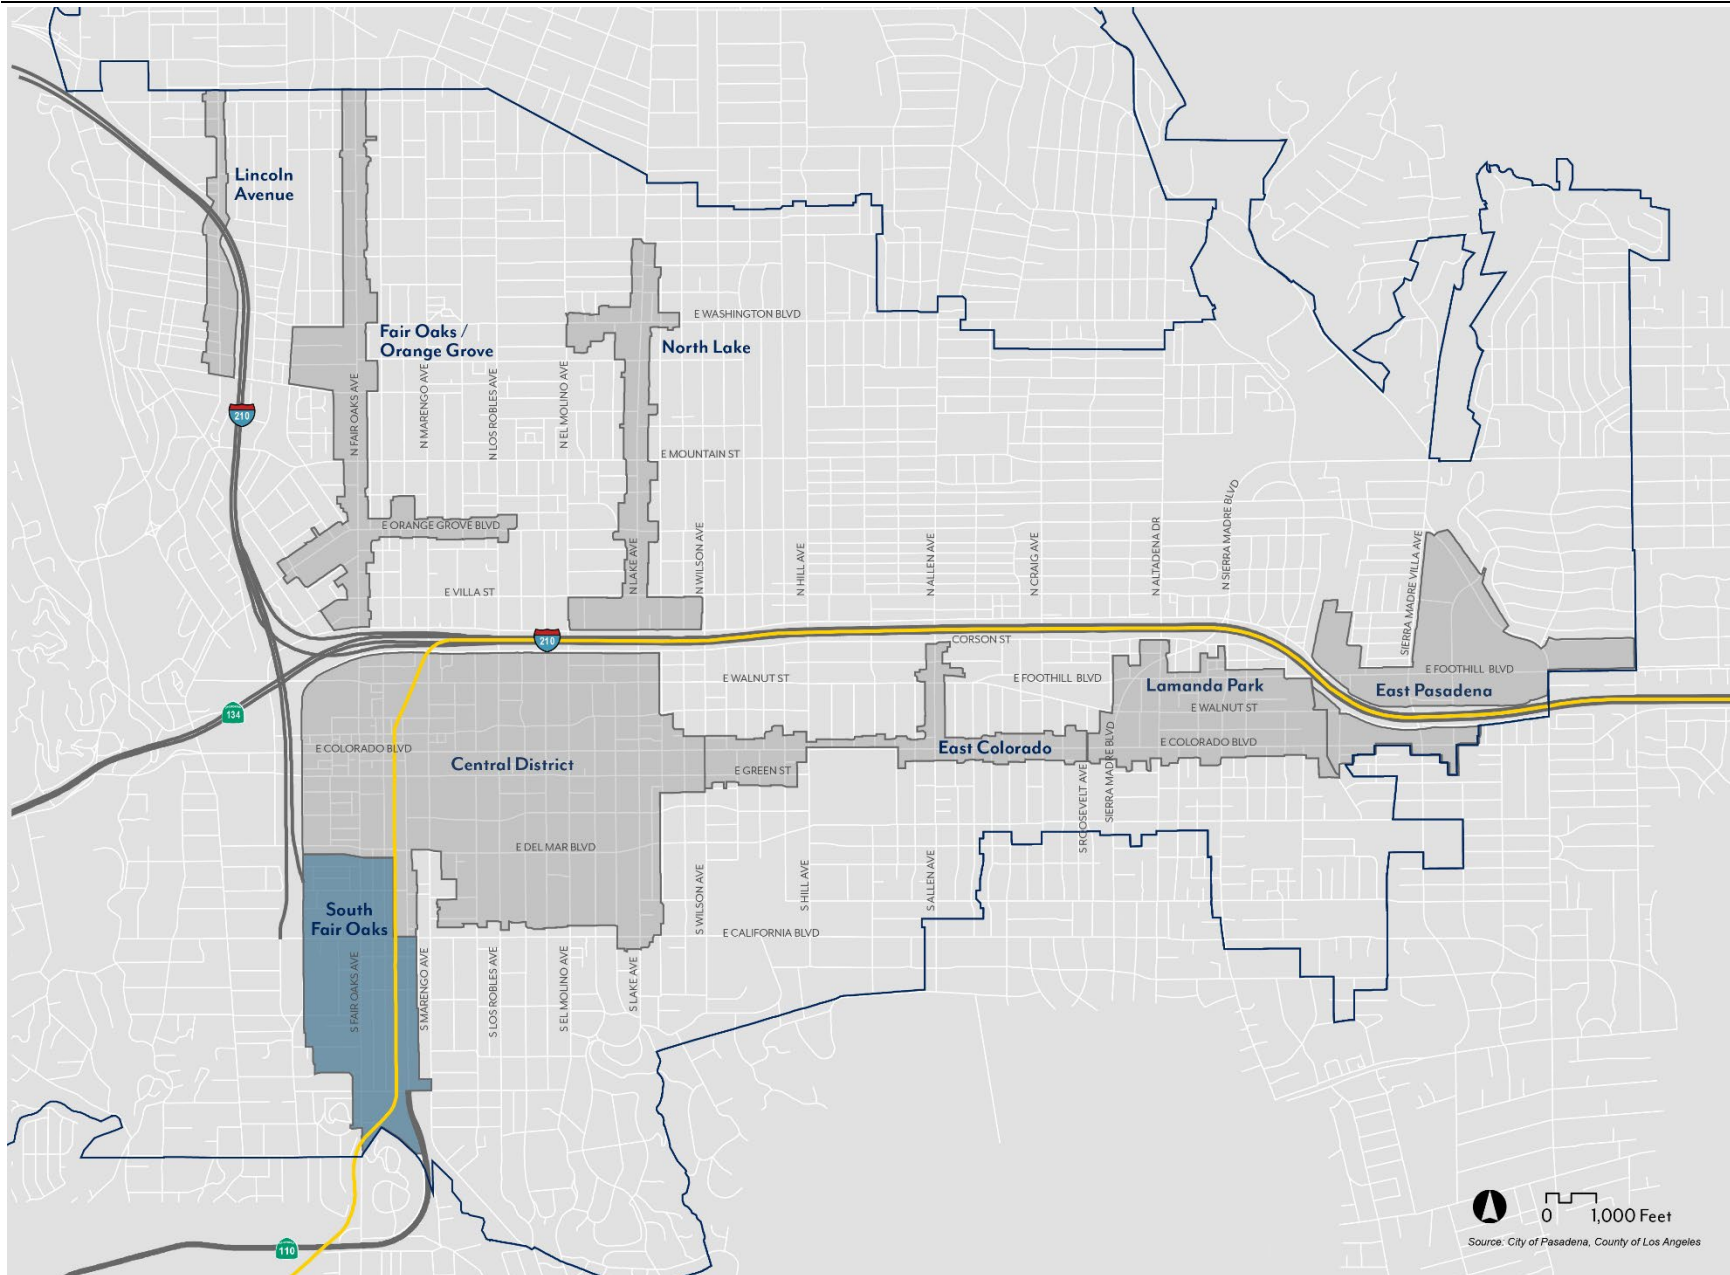 Lincoln
Avenue
Fair Oaks /
Orange Grove
North Lake
E WASHINGTON BLVD
N FAIR OAKS AVE
N MARENGO AVE
N LOS ROBLES AVE
N EL MOLINO AVE
210
E MOUNTAIN ST
E ORANGE GROVE BLVD
N LAKE AVE
N WILSON AVE
N HILL AVE
N ALLEN AVE
N CRAIG AVE
N ALTADENA DR
N SIERRA MADRE BLVD
SIERRA MADRE VILLA AVE
E VILLA ST
210
CORSON ST
E WALNUT ST
E FOOTHILL BLVD
Lamanda Park
E WALNUT ST
E FOOTHILL BLVD
East Pasadena
134
E COLORADO BLVD
Central District
E GREEN ST
East Colorado
E COLORADO BLVD
S ROOSEVELT AVE
SIERRA MADRE BLVD
E DEL MAR BLVD
South
Fair Oaks
S WILSON AVE
S HILL AVE
S ALLEN AVE
E CALIFORNIA BLVD
S FAIR OAKS AVE
S MARENGO AVE
S LOS ROBLES AVE
S EL MOLINO AVE
S LAKE AVE
110
0 1,000 Feet
Source: City of Pasadena, County of Los Angeles